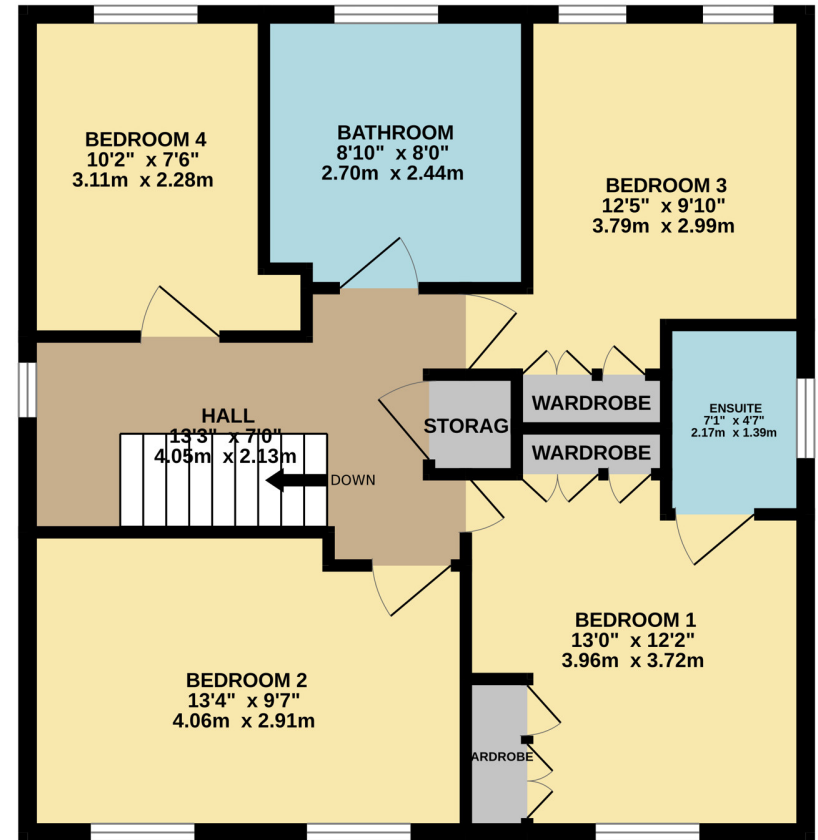 BEDROOM 4
10'2" x 7'6"
3.11m x 2.28m
BATHROOM
8'10" x 8'0"
2.70m x 2.44m
BEDROOM 3
12'5" x 9'10"
3.79m x 2.99m
HALL
13'3" x 7'0"
4.05m x 2.13m
DOWN
STORAG
WARDROBE
WARDROBE
ENSUITE
7'1" x 4'7"
2.17m x 1.39m
BEDROOM 2
13'4" x 9'7"
4.06m x 2.91m
BEDROOM 1
13'0" x 12'2"
3.96m x 3.72m
ARDROBE